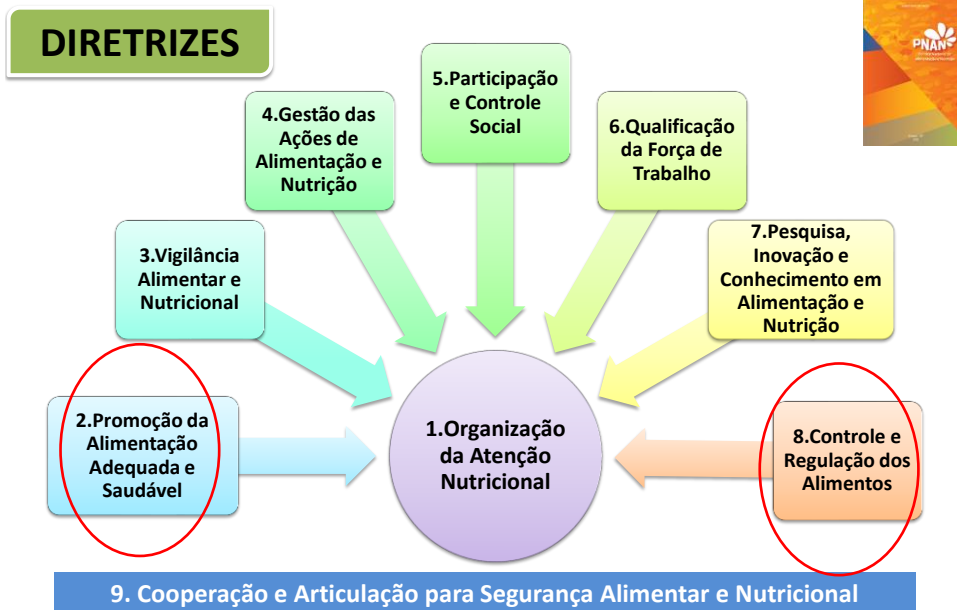 DIRETRIZES
PNAN
5.Participação
e Controle
Social
4.Gestão das
Ações de
Alimentação e
Nutrição
6.Qualificação
da Força de
Trabalho
3.Vigilância
Alimentar e
Nutricional
7.Pesquisa,
Inovação e
Conhecimento em
Alimentação e
Nutrição
2.Promoção da
Alimentação
Adequada e
Saudável
1.Organização
da Atenção
Nutricional
8.Controle e
Regulação dos
Alimentos
9. Cooperação e Articulação para Segurança Alimentar e Nutricional